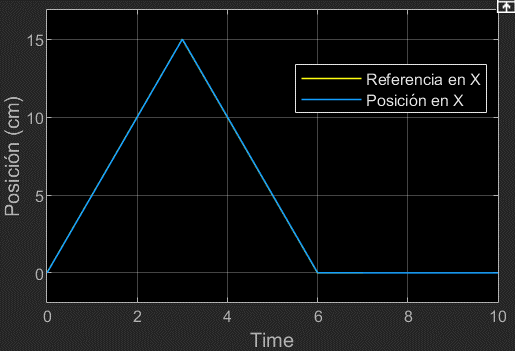 15
10
5
0
Posición (cm)
Referencia en X
Posición en X
0 2 4 6 8 10
Time